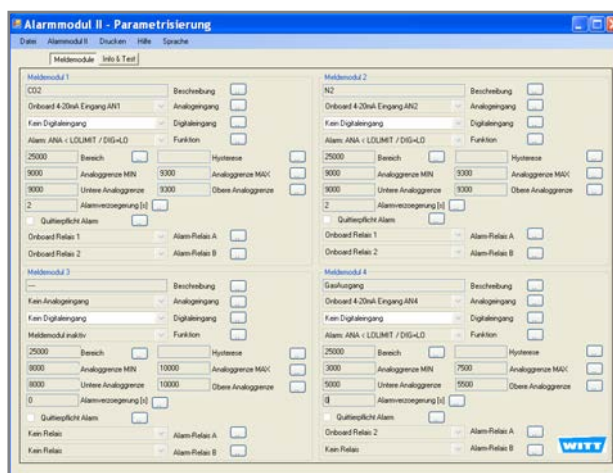 Alarmmodul II - Parametrisierung
Datei Alammodul II Drucken Hilfe Sprache
Meldemodule Info & Test
Meldemodul 1
CO2 Beschreibung ...
Onboard 4-20mA Eingang AN1 Analogeingang ...
Kein Digitaleingang Digitaleingang ...
Alarm: ANA < LOLIMIT / DIG=LO Funktion ...
25000 Bereich ... Hysterese ...
9000 Analoggrenze MIN 9300 Analoggrenze MAX ...
9000 Untere Analoggrenze 9300 Obere Analoggrenze ...
2 Alarmverzoegerung [s] ...
Quittierpflicht Alarm ...
Onboard Relais 1 Alarm-Relais A ...
Onboard Relais 2 Alarm-Relais B ...
Meldemodul 2
N2 Beschreibung ...
Onboard 4-20mA Eingang AN2 Analogeingang ...
Kein Digitaleingang Digitaleingang ...
Alarm: ANA < LOLIMIT / DIG=LO Funktion ...
25000 Bereich ... Hysterese ...
9000 Analoggrenze MIN 9300 Analoggrenze MAX ...
9000 Untere Analoggrenze 9300 Obere Analoggrenze ...
2 Alarmverzoegerung [s] ...
Quittierpflicht Alarm ...
Onboard Relais 1 Alarm-Relais A ...
Onboard Relais 2 Alarm-Relais B ...
Meldemodul 3
--- Beschreibung ...
Kein Analogeingang Analogeingang ...
Kein Digitaleingang Digitaleingang ...
Meldemodul inaktiv Funktion ...
25000 Bereich ... Hysterese ...
8000 Analoggrenze MIN 10000 Analoggrenze MAX ...
8000 Untere Analoggrenze 10000 Obere Analoggrenze ...
0 Alarmverzoegerung [s] ...
Quittierpflicht Alarm ...
Kein Relais Alarm-Relais A ...
Kein Relais Alarm-Relais B ...
Meldemodul 4
GasAusgang Beschreibung ...
Onboard 4-20mA Eingang AN4 Analogeingang ...
Kein Digitaleingang Digitaleingang ...
Alarm: ANA < LOLIMIT / DIG=LO Funktion ...
25000 Bereich ... Hysterese ...
3000 Analoggrenze MIN 7500 Analoggrenze MAX ...
5000 Untere Analoggrenze 5500 Obere Analoggrenze ...
0 Alarmverzoegerung [s] ...
Quittierpflicht Alarm ...
Onboard Relais 2 Alarm-Relais A ...
Kein Relais Alarm-Relais B ...
WITT